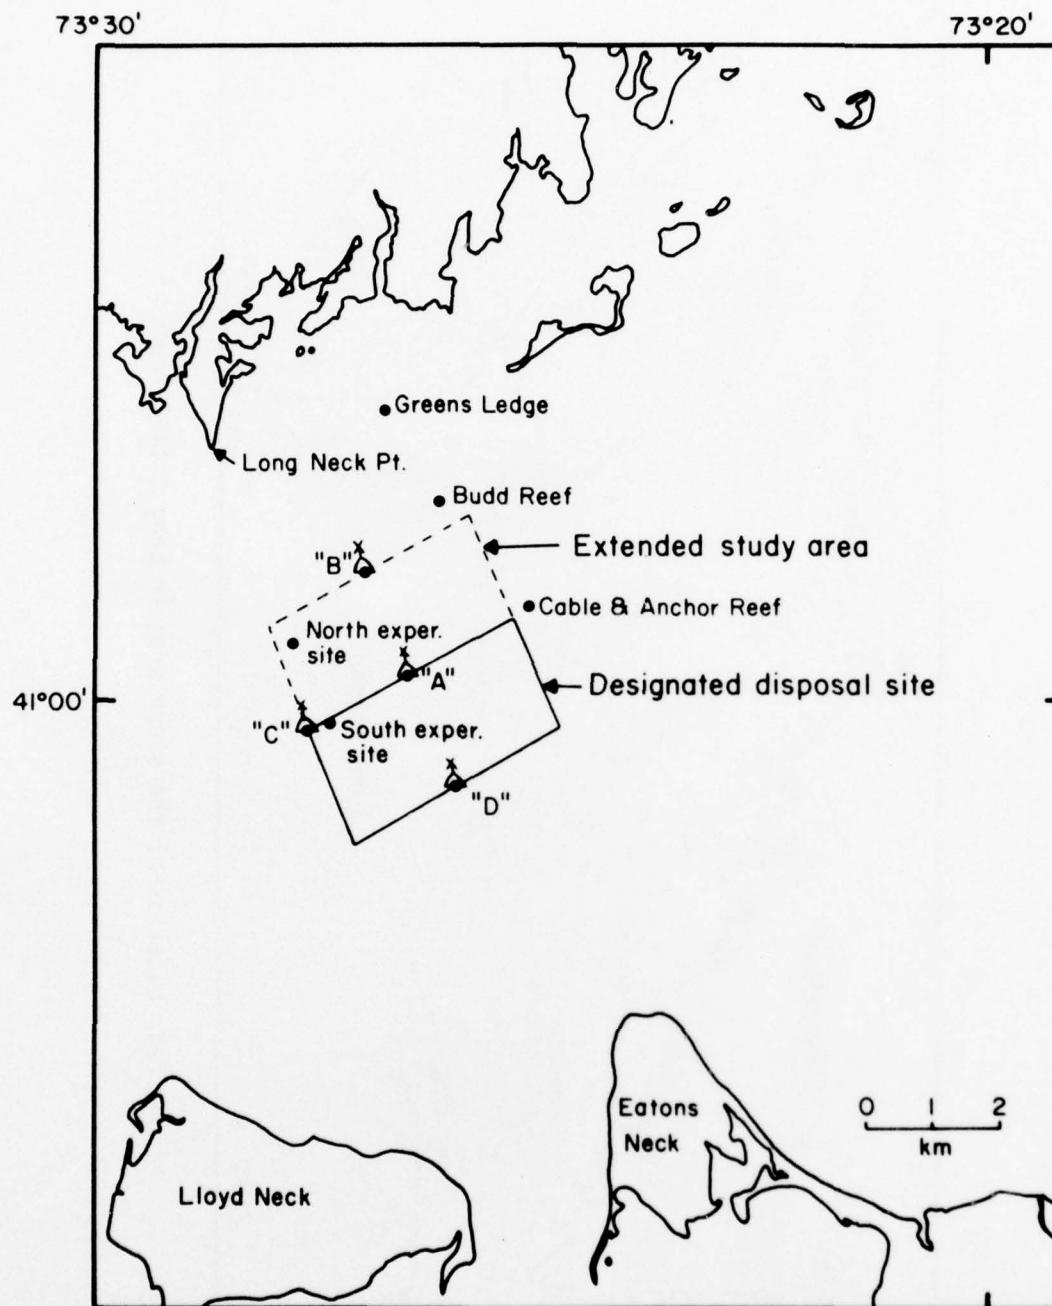 73°30'
73°20'
Greens Ledge
Long Neck Pt.
Budd Reef
"B"
Extended study area
Cable & Anchor Reef
North exper.
site
"A"
Designated disposal site
41°00'
"C"
South exper.
site
"D"
Eatons
Neck
0 1 2
km
Lloyd Neck